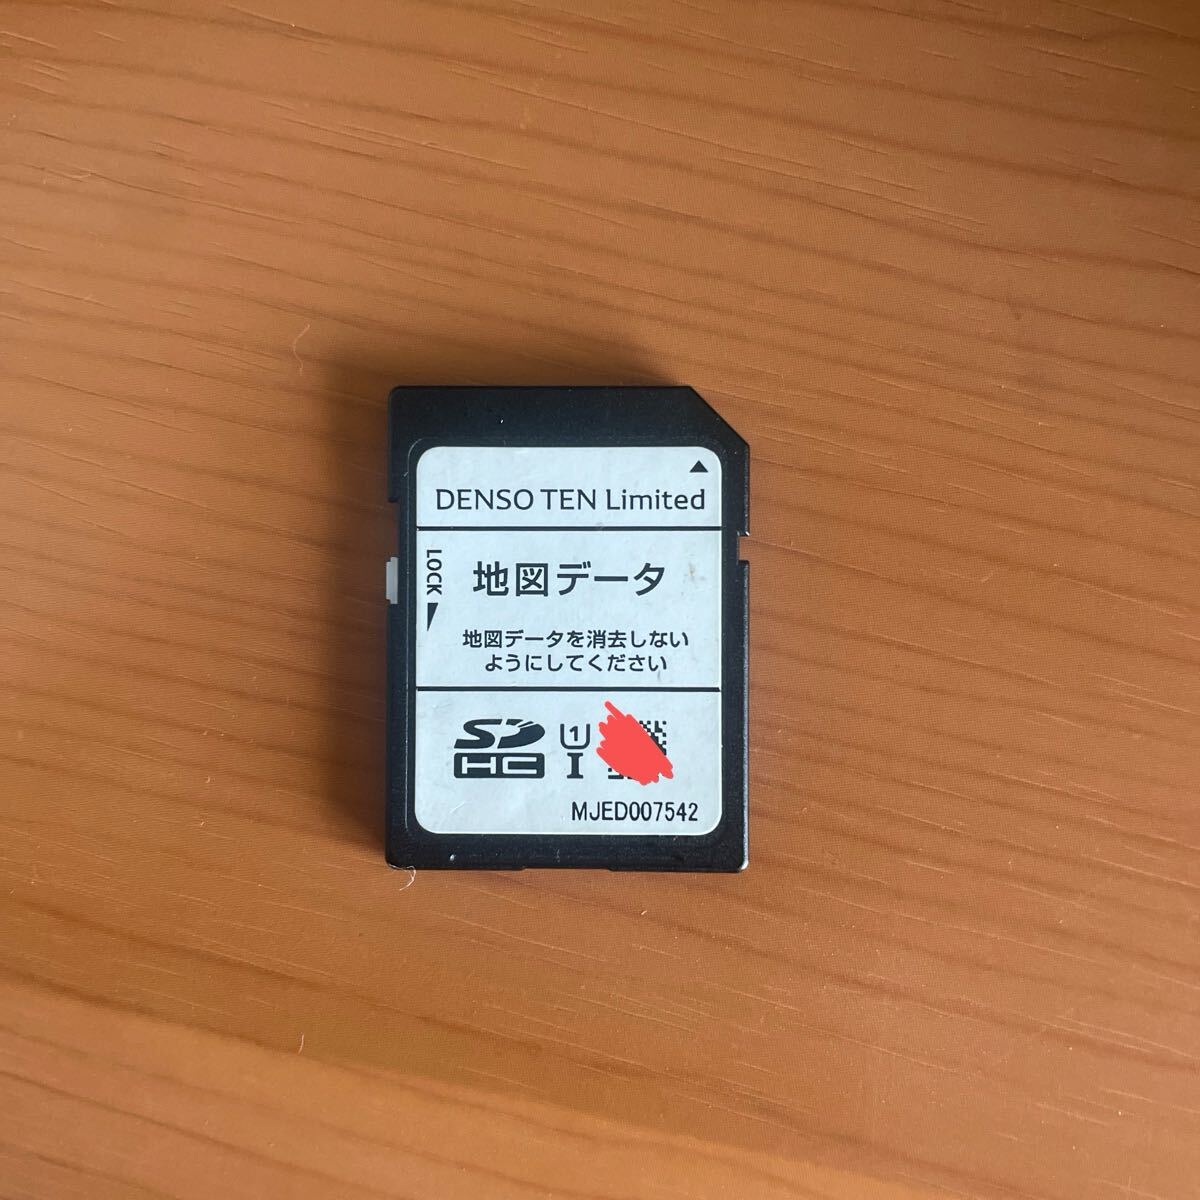 DENSO TEN Limited
LOCK
地図データ
地図データを消去しない
ようにしてください
SD
HC
1
I
MJED007542